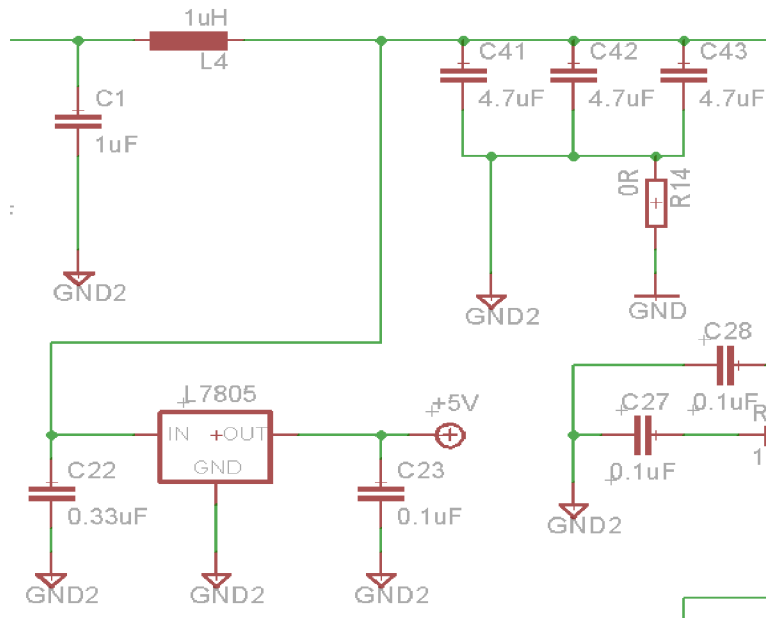 1uH
L4
C41
4.7uF
C42
4.7uF
C43
4.7uF
C1
1uF
GND2
0R
R14
GND2
GND
C28
0.1uF
L7805
+5V
C27
0.1uF
R
1
IN
OUT
GND
C22
0.33uF
C23
0.1uF
GND2
GND2
GND2
GND2